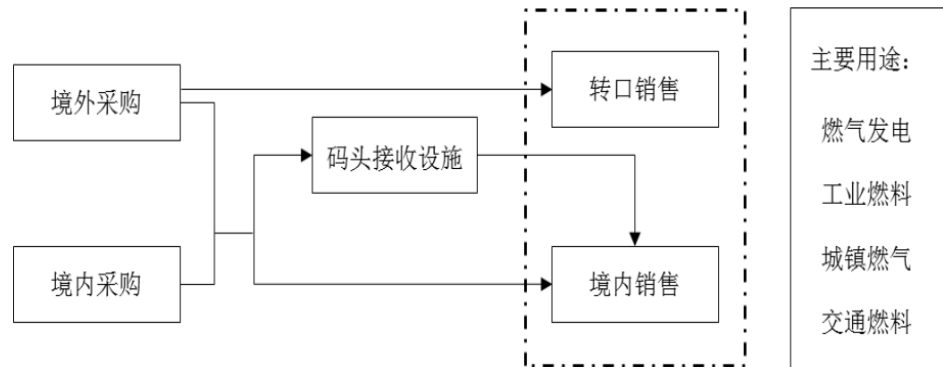 境外采购
转口销售
码头接收设施
境内采购
境内销售
主要用途：
燃气发电
工业燃料
城镇燃气
交通燃料